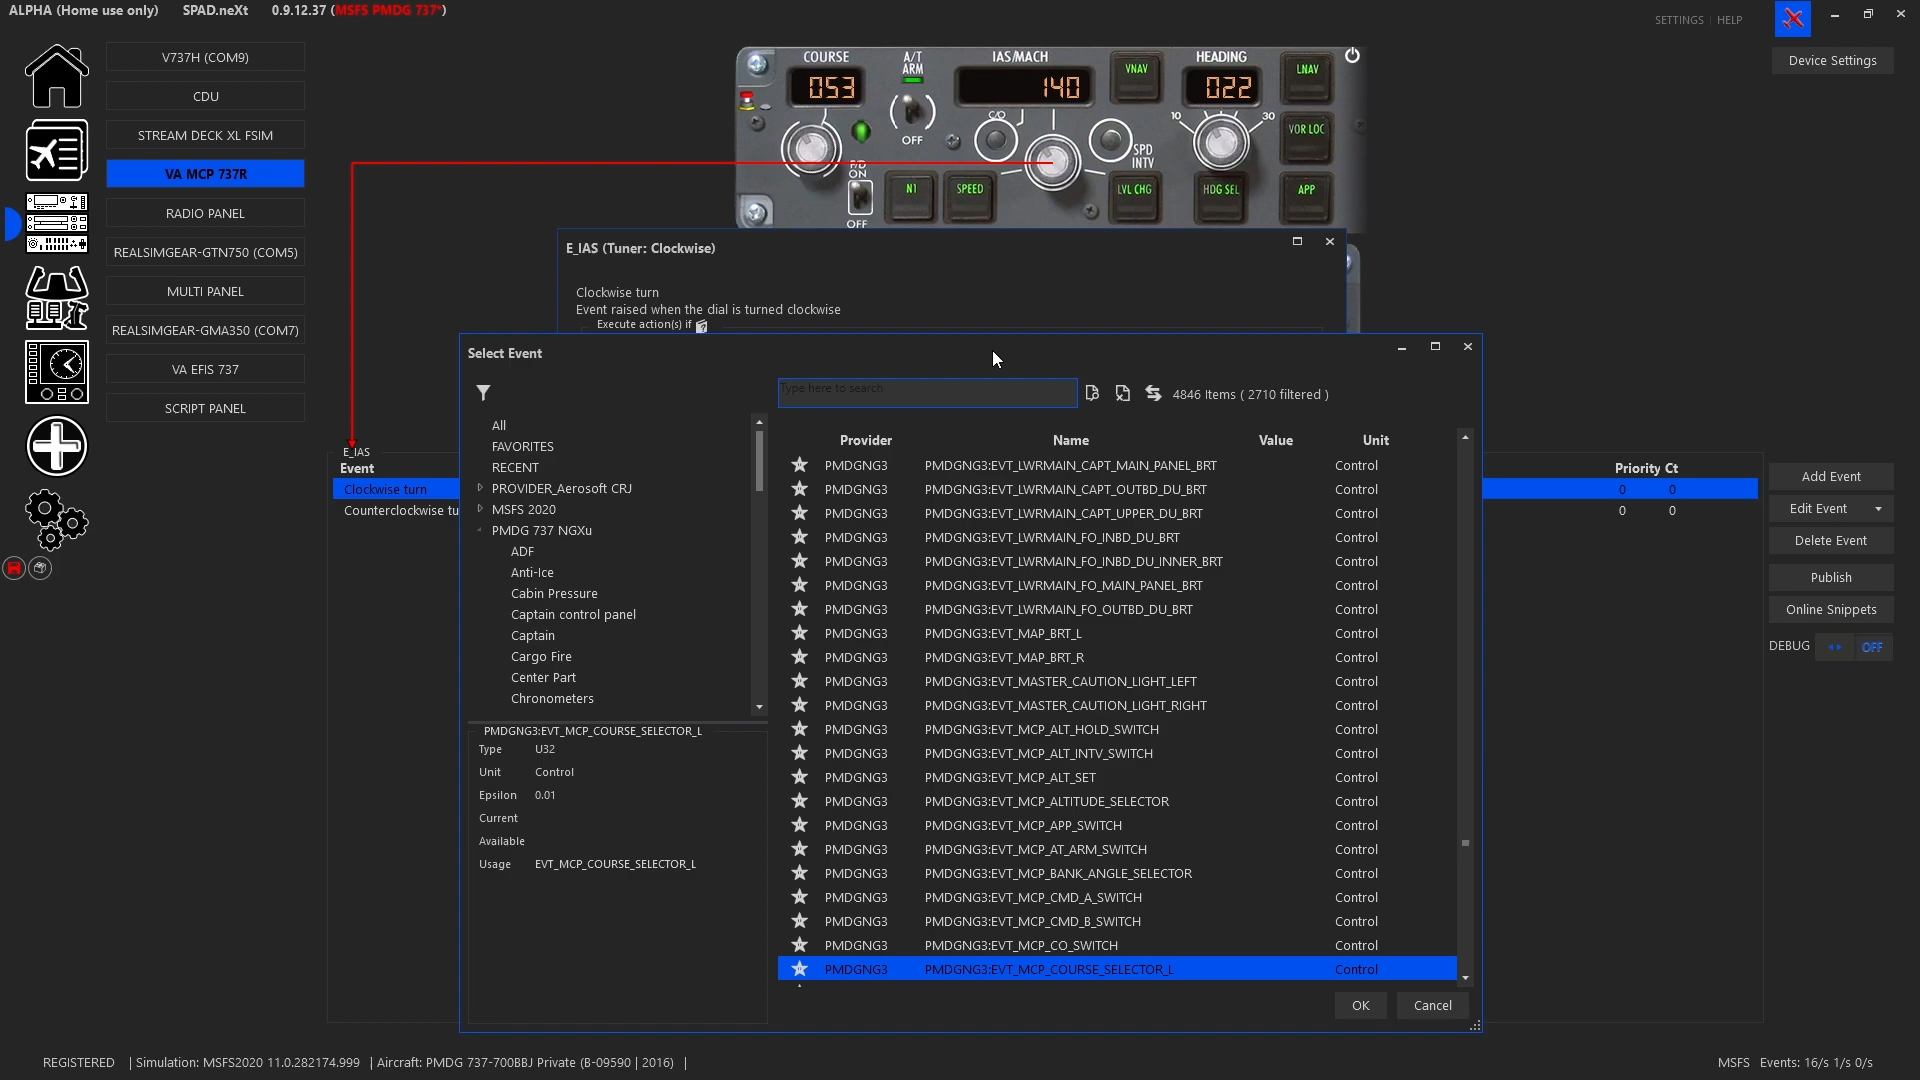 ALPHA (Home use only) SPAD.neXt 0.9.12.37 (MSFS PMDG 737*)
SETTINGS | HELP
Device Settings
V737H (COM9)
CDU
STREAM DECK XL FSIM
VA MCP 737R
RADIO PANEL
REALSIMGEAR-GTN750 (COM5)
MULTI PANEL
REALSIMGEAR-GMA350 (COM7)
VA EFIS 737
SCRIPT PANEL
COURSE
053
A/T
ARM
OFF
IAS/MACH
140
VNAV
HEADING
022
LNAV
C/O
10
30
VOR LOC
SPD
INTV
ON
OFF
N1
SPEED
LVL CHG
HDG SEL
APP
E_IAS (Tuner: Clockwise)
Clockwise turn
Event raised when the dial is turned clockwise
Execute action(s) if
E_IAS
Event
Clockwise turn
Counterclockwise tu
Priority Ct
0 0
0 0
Add Event
Edit Event
Delete Event
Publish
Online Snippets
DEBUG OFF
Select Event
Type here to search
4846 Items ( 2710 filtered )
All
FAVORITES
RECENT
PROVIDER_Aerosoft CRJ
MSFS 2020
PMDG 737 NGXu
ADF
Anti-Ice
Cabin Pressure
Captain control panel
Captain
Cargo Fire
Center Part
Chronometers
PMDGNG3:EVT_MCP_COURSE_SELECTOR_L
Type U32
Unit Control
Epsilon 0.01
Current
Available
Usage EVT_MCP_COURSE_SELECTOR_L
Provider Name Value Unit
PMDGNG3 PMDGNG3:EVT_LWRMAIN_CAPT_MAIN_PANEL_BRT Control
PMDGNG3 PMDGNG3:EVT_LWRMAIN_CAPT_OUTBD_DU_BRT Control
PMDGNG3 PMDGNG3:EVT_LWRMAIN_CAPT_UPPER_DU_BRT Control
PMDGNG3 PMDGNG3:EVT_LWRMAIN_FO_INBD_DU_BRT Control
PMDGNG3 PMDGNG3:EVT_LWRMAIN_FO_INBD_DU_INNER_BRT Control
PMDGNG3 PMDGNG3:EVT_LWRMAIN_FO_MAIN_PANEL_BRT Control
PMDGNG3 PMDGNG3:EVT_LWRMAIN_FO_OUTBD_DU_BRT Control
PMDGNG3 PMDGNG3:EVT_MAP_BRT_L Control
PMDGNG3 PMDGNG3:EVT_MAP_BRT_R Control
PMDGNG3 PMDGNG3:EVT_MASTER_CAUTION_LIGHT_LEFT Control
PMDGNG3 PMDGNG3:EVT_MASTER_CAUTION_LIGHT_RIGHT Control
PMDGNG3 PMDGNG3:EVT_MCP_ALT_HOLD_SWITCH Control
PMDGNG3 PMDGNG3:EVT_MCP_ALT_INTV_SWITCH Control
PMDGNG3 PMDGNG3:EVT_MCP_ALT_SET Control
PMDGNG3 PMDGNG3:EVT_MCP_ALTITUDE_SELECTOR Control
PMDGNG3 PMDGNG3:EVT_MCP_APP_SWITCH Control
PMDGNG3 PMDGNG3:EVT_MCP_AT_ARM_SWITCH Control
PMDGNG3 PMDGNG3:EVT_MCP_BANK_ANGLE_SELECTOR Control
PMDGNG3 PMDGNG3:EVT_MCP_CMD_A_SWITCH Control
PMDGNG3 PMDGNG3:EVT_MCP_CMD_B_SWITCH Control
PMDGNG3 PMDGNG3:EVT_MCP_CO_SWITCH Control
PMDGNG3 PMDGNG3:EVT_MCP_COURSE_SELECTOR_L Control
OK Cancel
REGISTERED | Simulation: MSFS2020 11.0.282174.999 | Aircraft: PMDG 737-700BBJ Private (B-09590 | 2016) |
MSFS Events: 16/s 1/s 0/s